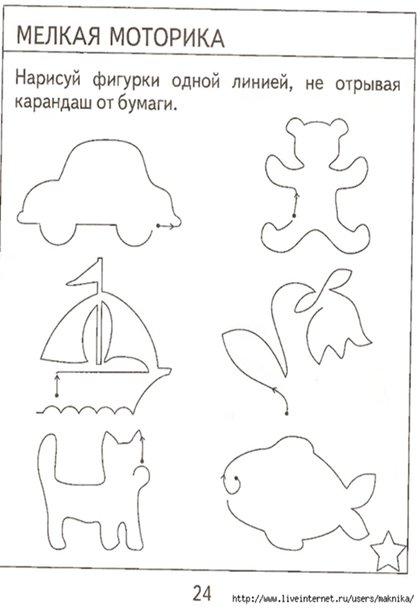 МЕЛКАЯ МОТОРИКА
Нарисуй фигурки одной линией, не отрывая
карандаш от бумаги.
24
http://www.liveinternet.ru/users/maknika/